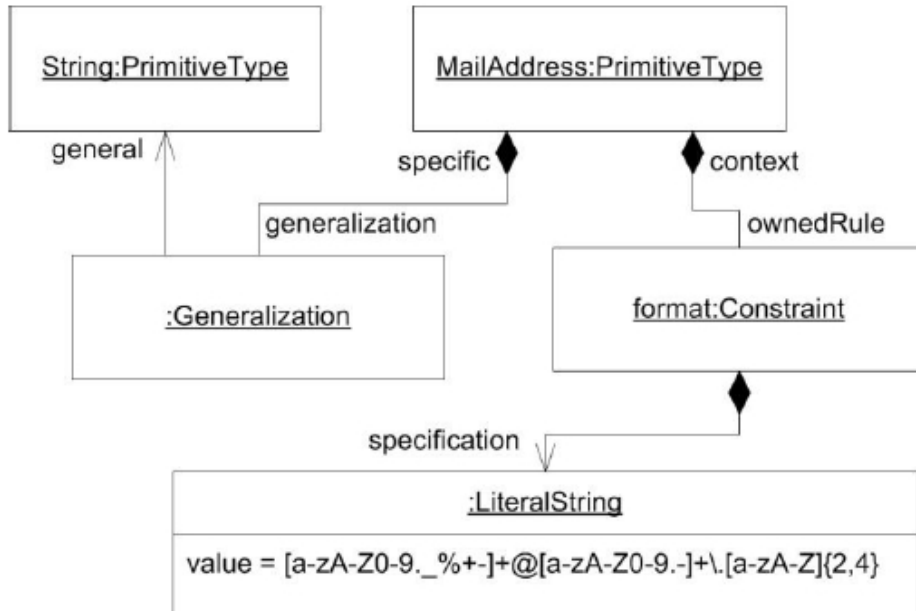 String:PrimitiveType
MailAddress:PrimitiveType
general
specific
context
generalization
ownedRule
:Generalization
format:Constraint
specification
:LiteralString
value = [a-zA-Z0-9._%+-]+@[a-zA-Z0-9.-]+\.[a-zA-Z]{2,4}